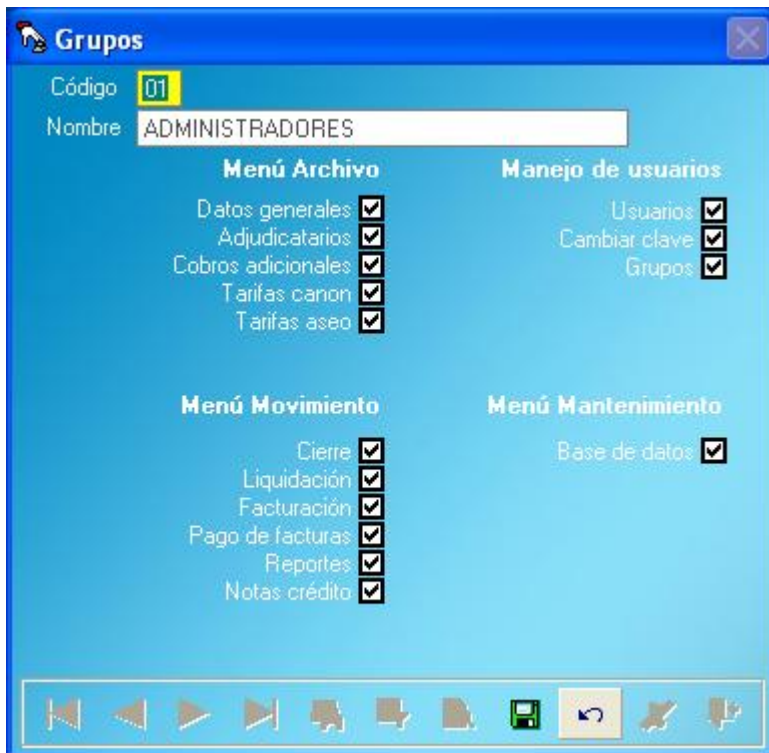 Grupos
Código 01
Nombre ADMINISTRADORES
Menú Archivo
Datos generales
Adjudicatarios
Cobros adicionales
Tarifas canon
Tarifas aseo
Manejo de usuarios
Usuarios
Cambiar clave
Grupos
Menú Movimiento
Cierre
Liquidación
Facturación
Pago de facturas
Reportes
Notas crédito
Menú Mantenimiento
Base de datos